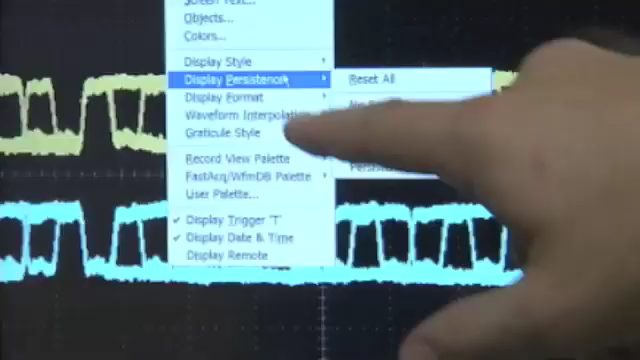 Screen Text...
Objects...
Colors...
Display Style
Display Persistence
Reset All
Display Format
Waveform Interpolation
Graticule Style
Record View Palette
FastAcq/WfmDB Palette
User Palette...
✓ Display Trigger 'T'
✓ Display Date & Time
Display Remote